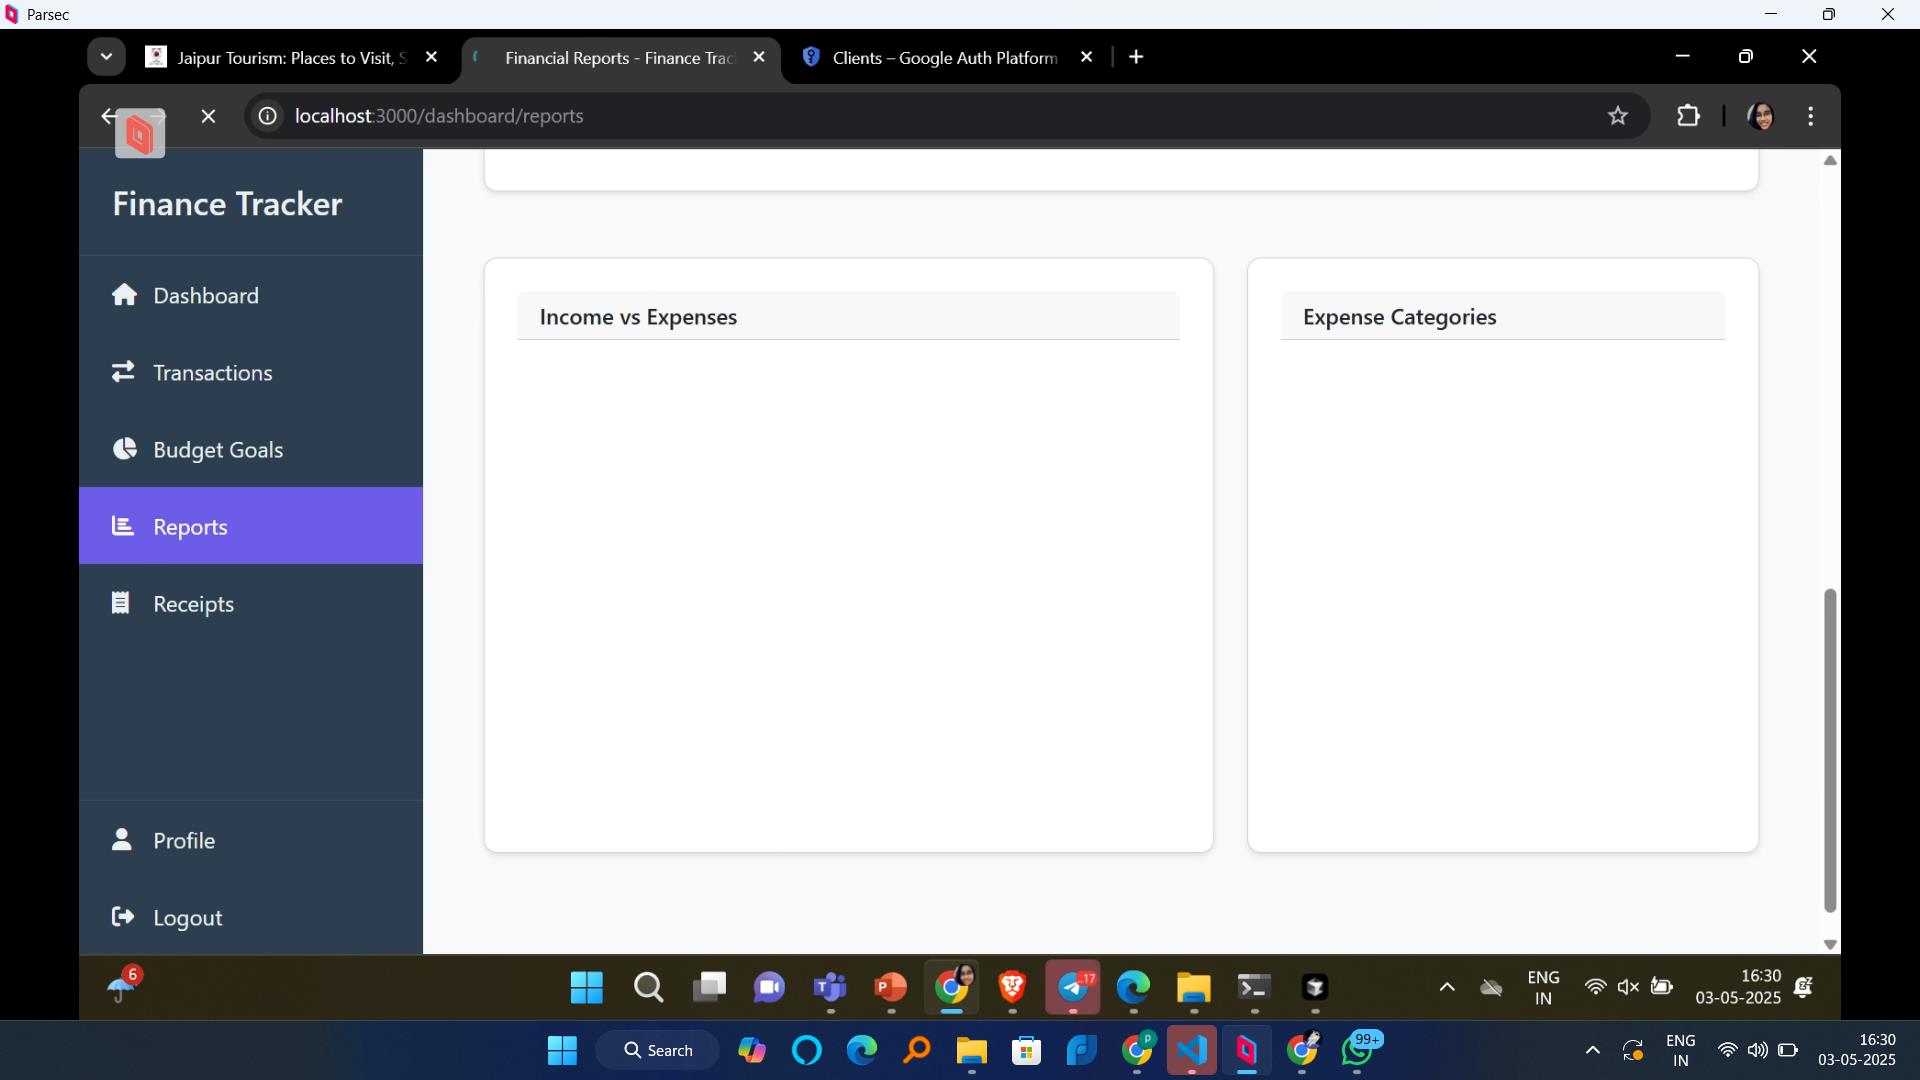 Parsec
Jaipur Tourism: Places to Visit, S
Financial Reports - Finance Trac
Clients – Google Auth Platform
localhost:3000/dashboard/reports
Finance Tracker
Dashboard
Transactions
Budget Goals
Reports
Receipts
Profile
Logout
Income vs Expenses
Expense Categories
6
17
ENG
IN
16:30
03-05-2025
Search
P
99+
ENG
IN
16:30
03-05-2025